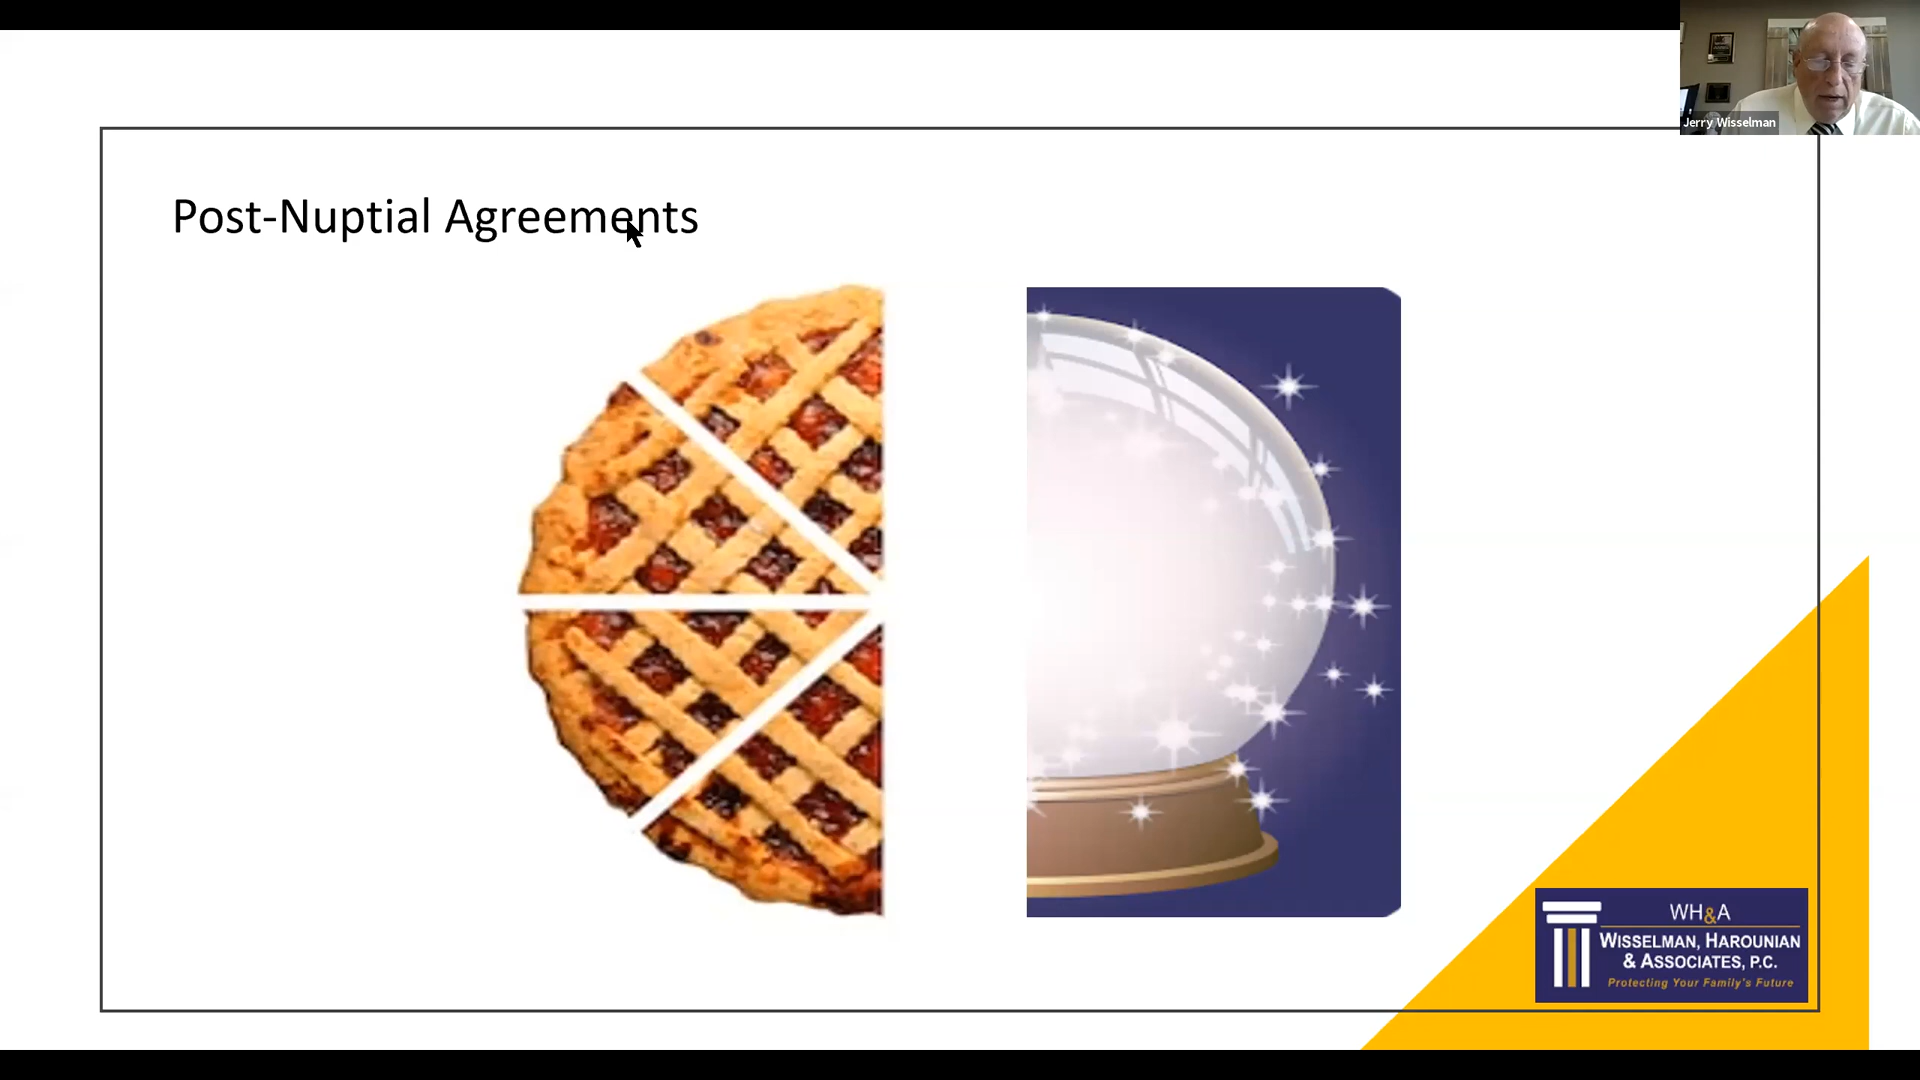 Jerry Wisselman
Post-Nuptial Agreements
WH&A
WISSELMAN, HAROUNIAN
& ASSOCIATES, P.C.
Protecting Your Family's Future